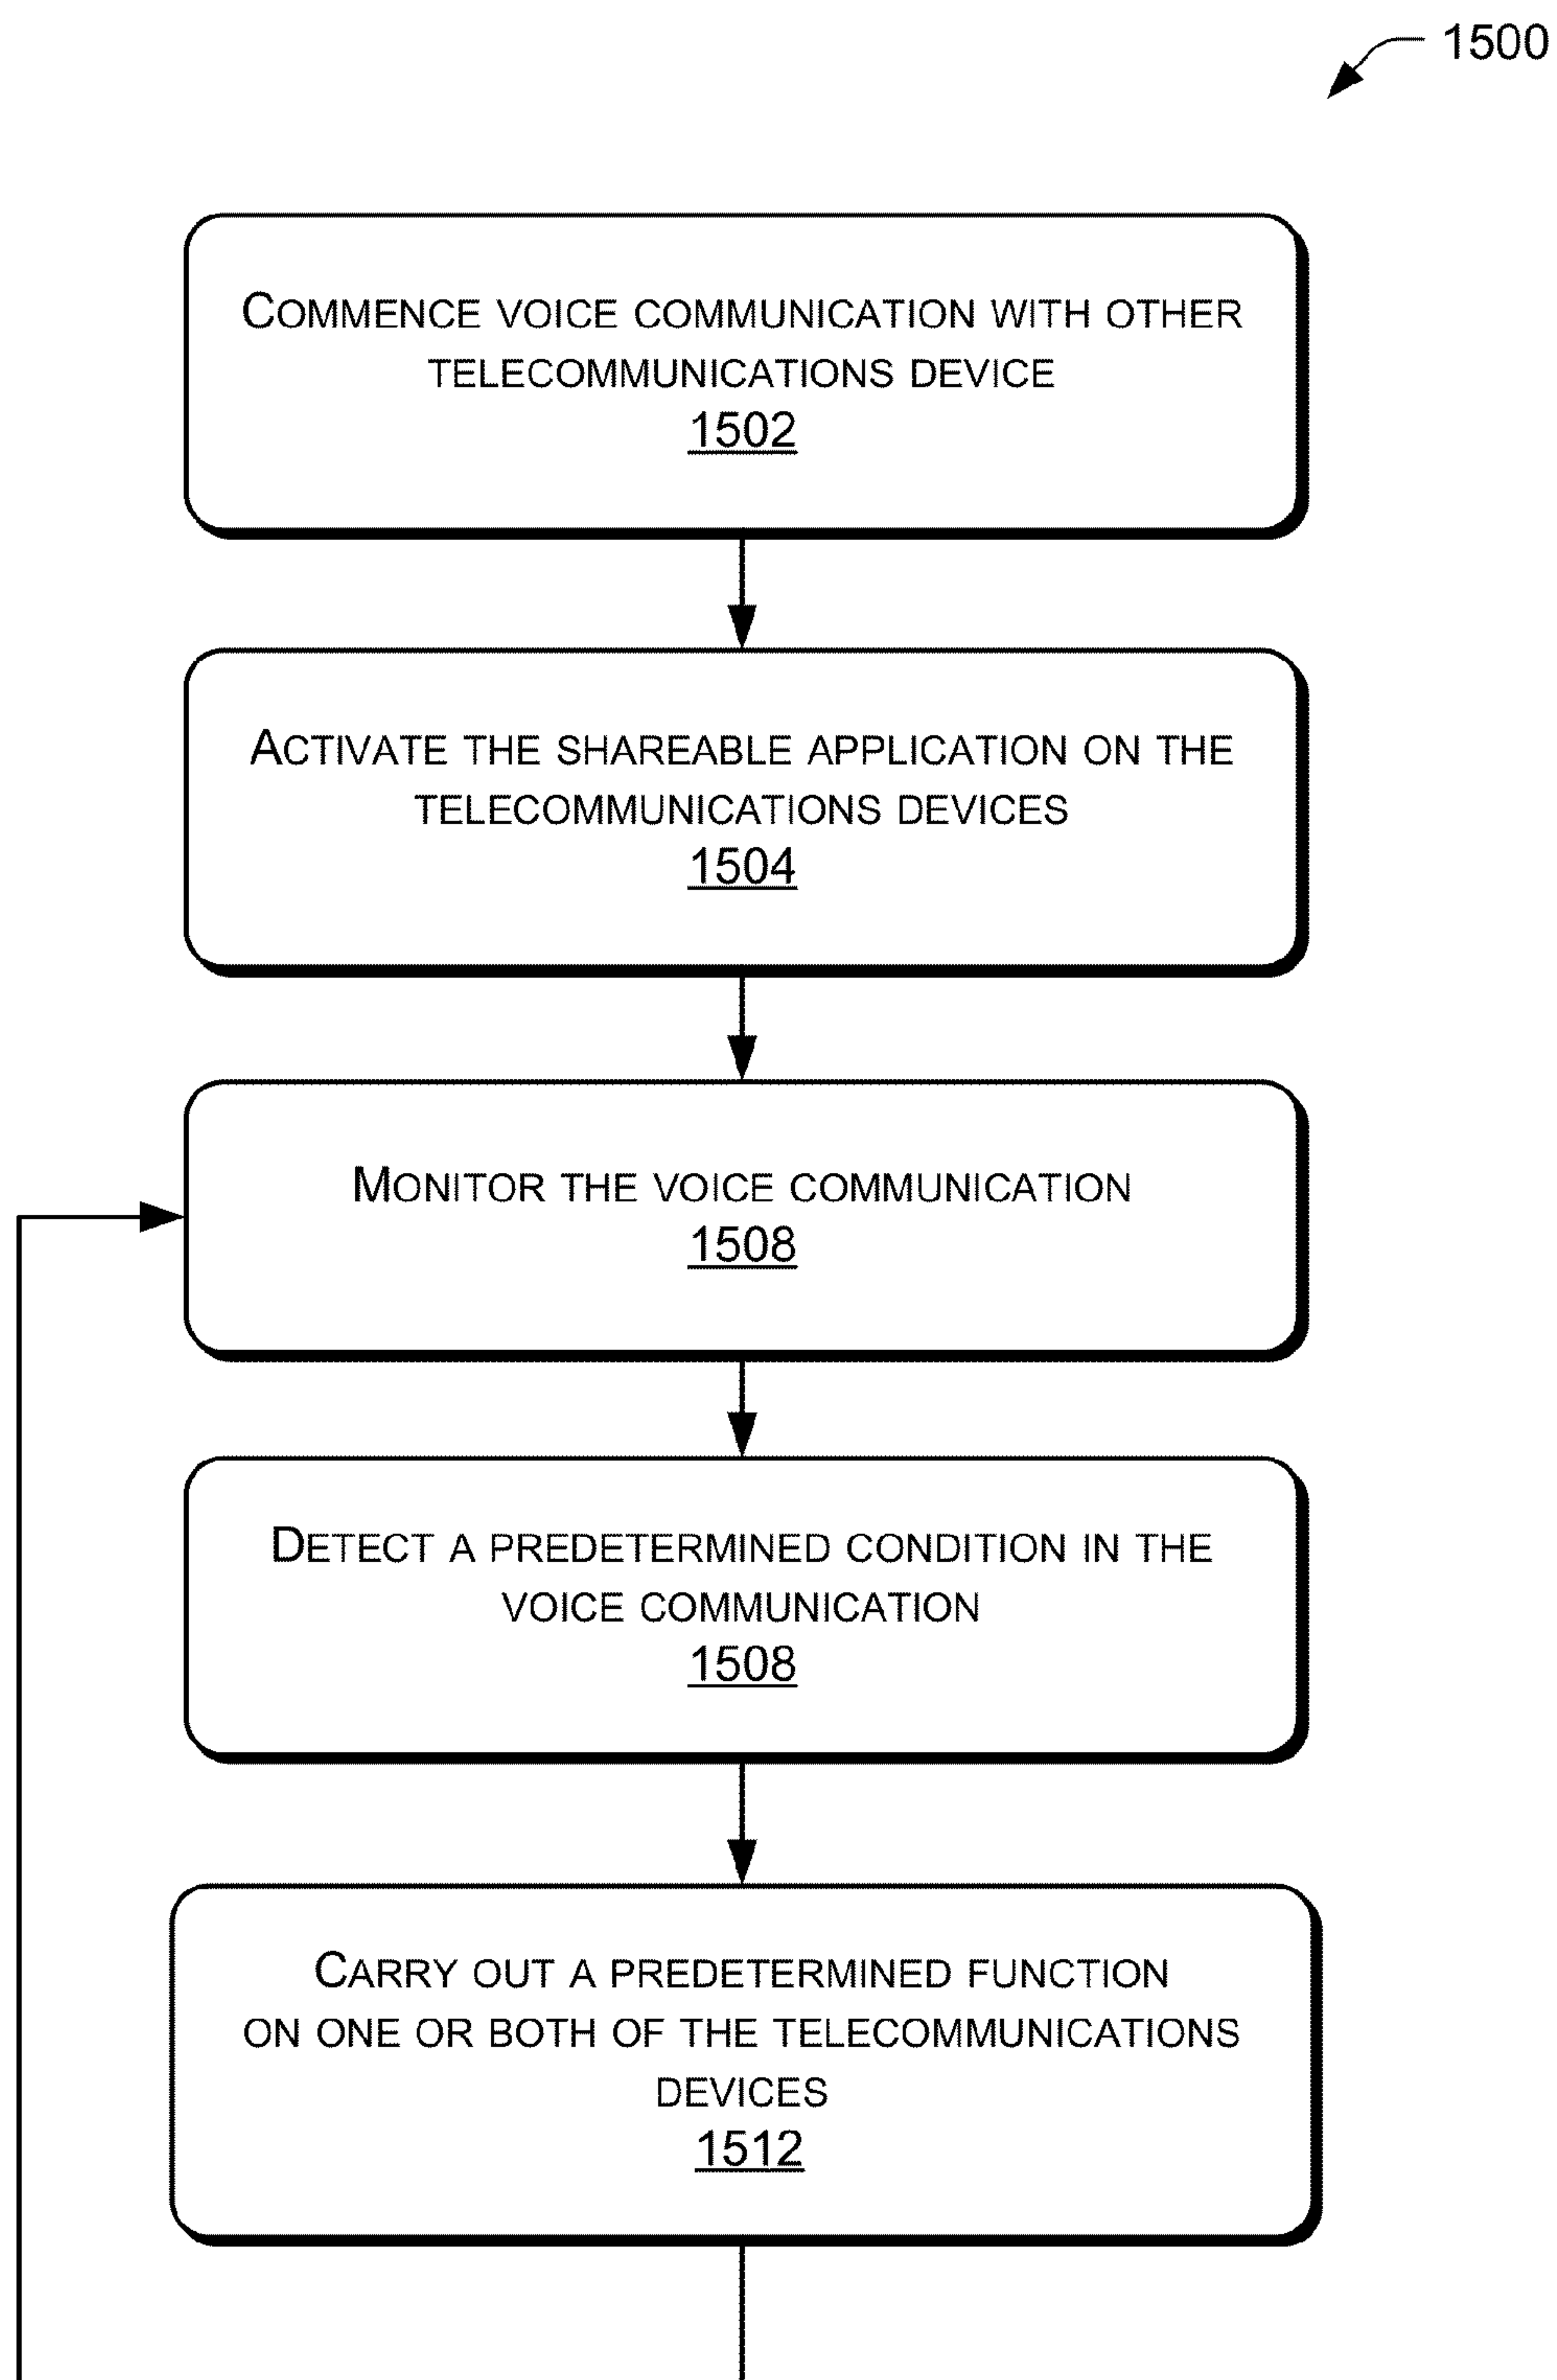 1500
COMMENCE VOICE COMMUNICATION WITH OTHER
TELECOMMUNICATIONS DEVICE
1502
ACTIVATE THE SHAREABLE APPLICATION ON THE
TELECOMMUNICATIONS DEVICES
1504
MONITOR THE VOICE COMMUNICATION
1508
DETECT A PREDETERMINED CONDITION IN THE
VOICE COMMUNICATION
1508
CARRY OUT A PREDETERMINED FUNCTION
ON ONE OR BOTH OF THE TELECOMMUNICATIONS
DEVICES
1512